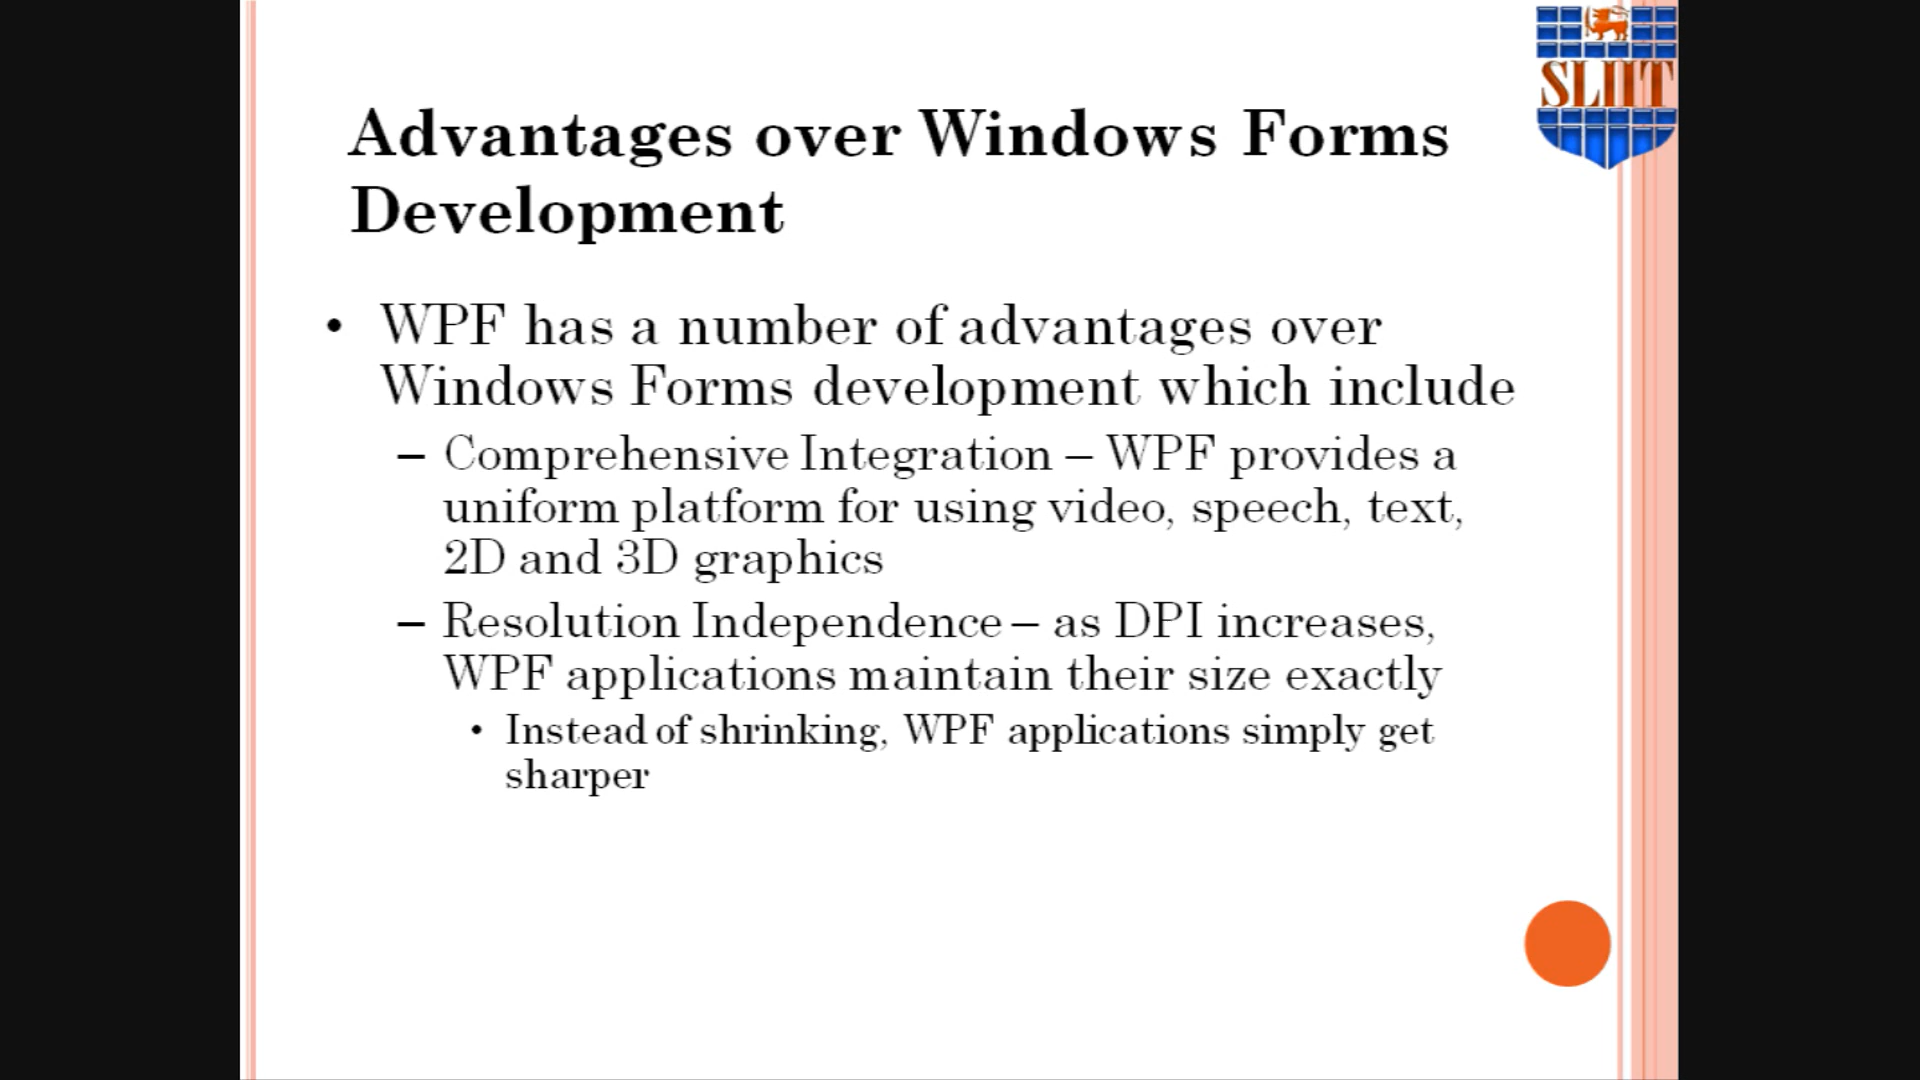 SLIIT
Advantages over Windows Forms
Development
• WPF has a number of advantages over
Windows Forms development which include
– Comprehensive Integration – WPF provides a
uniform platform for using video, speech, text,
2D and 3D graphics
– Resolution Independence – as DPI increases,
WPF applications maintain their size exactly
• Instead of shrinking, WPF applications simply get
sharper